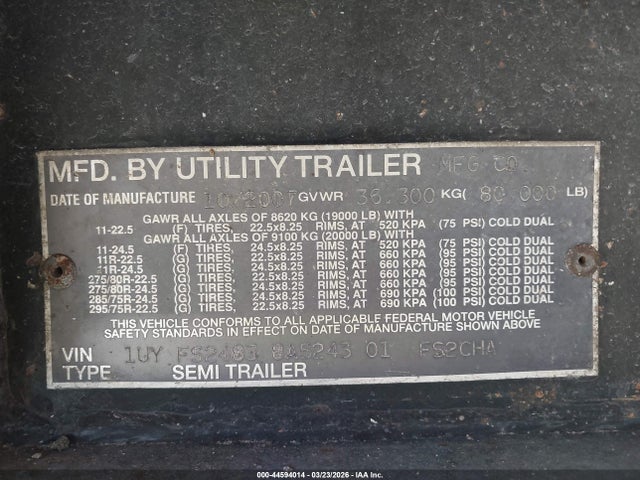 MFD. BY UTILITY TRAILER MFG CO
DATE OF MANUFACTURE 10/2007 GVWR 36,300 KG( 80,000 LB)
GAWR ALL AXLES OF 8620 KG (19000 LB) WITH
11-22.5 (F) TIRES, 22.5x8.25 RIMS, AT 520 KPA (75 PSI) COLD DUAL
GAWR ALL AXLES OF 9100 KG (20000 LB) WITH
11-24.5 (F) TIRES, 24.5x8.25 RIMS, AT 520 KPA (75 PSI) COLD DUAL
11R-22.5 (G) TIRES, 22.5x8.25 RIMS, AT 660 KPA (95 PSI) COLD DUAL
11R-24.5 (G) TIRES, 24.5x8.25 RIMS, AT 660 KPA (95 PSI) COLD DUAL
275/80R-22.5 (G) TIRES, 22.5x8.25 RIMS, AT 660 KPA (95 PSI) COLD DUAL
275/80R-24.5 (G) TIRES, 24.5x8.25 RIMS, AT 660 KPA (95 PSI) COLD DUAL
285/75R-24.5 (G) TIRES, 24.5x8.25 RIMS, AT 690 KPA (100 PSI) COLD DUAL
295/75R-22.5 (G) TIRES, 22.5x8.25 RIMS, AT 690 KPA (100 PSI) COLD DUAL
THIS VEHICLE CONFORMS TO ALL APPLICABLE FEDERAL MOTOR VEHICLE
SAFETY STANDARDS IN EFFECT ON DATE OF MANUFACTURE SHOWN ABOVE
VIN 1UY FS2483 8A5243 01 FS2CHA
TYPE SEMI TRAILER
000-44594014 | 03/23/2026 - © IAA Inc.